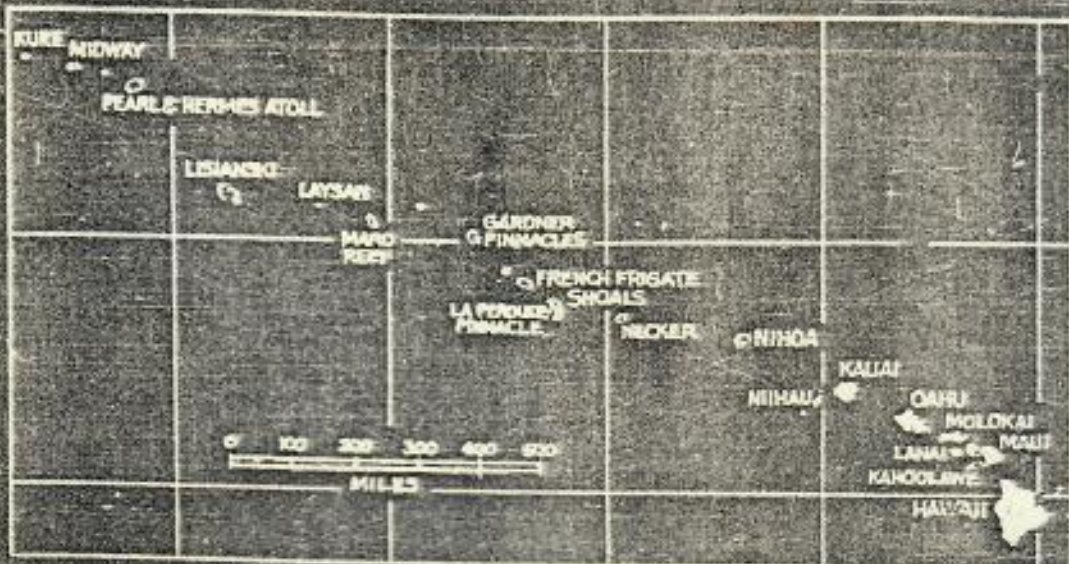 KURE
MIDWAY
PEARL & HERMES ATOLL
LISIANSKI
LAYSAN
MARO
REEF
GARDNER
PINNACLES
FRENCH FRIGATE
SHOALS
LA PEROUSE
PINNACLE
NECKER
NIHOA
KAUAI
NIIHAU
OAHU
MOLOKAI
MAUI
LANAI
KAHOOLAWE
HAWAII
0 100 200 300 400 500
MILES